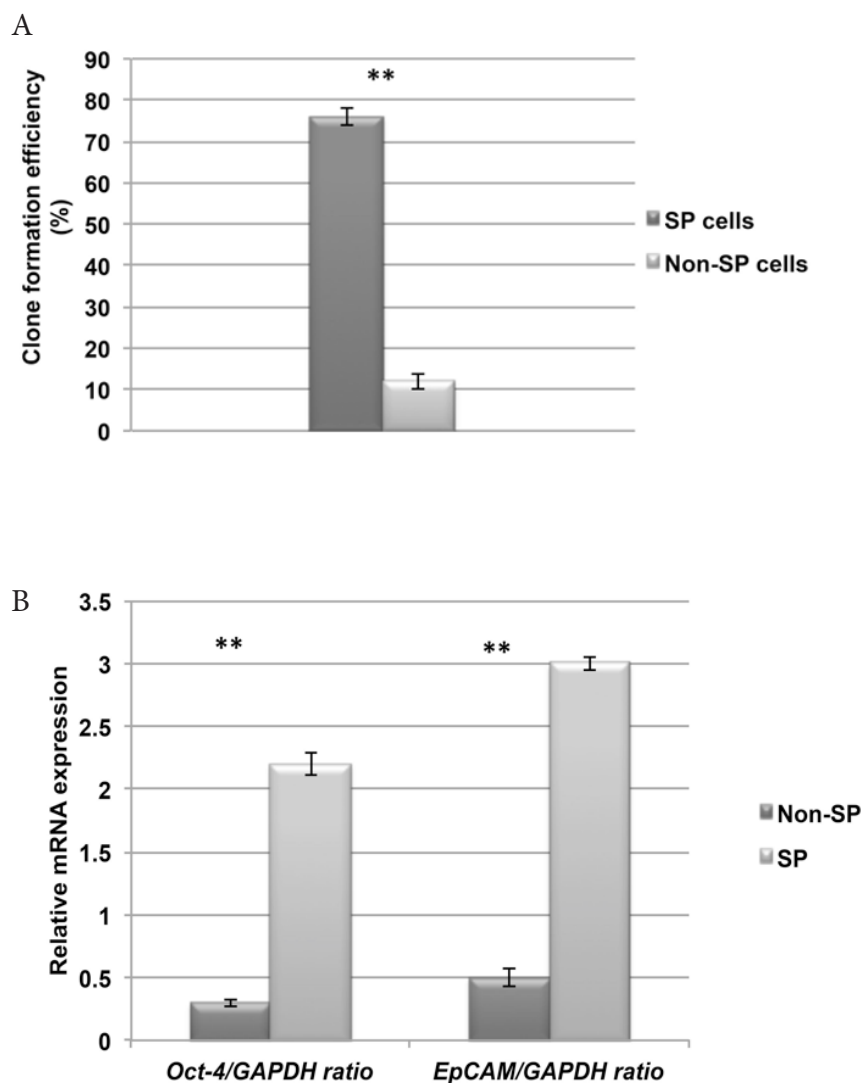 A
Clone formation efficiency
(%)
90
80
70
60
50
40
30
20
10
0
**
SP cells
Non-SP cells
B
Relative mRNA expression
3.5
3
2.5
2
1.5
1
0.5
0
**
**
Non-SP
SP
Oct-4/GAPDH ratio
EpCAM/GAPDH ratio